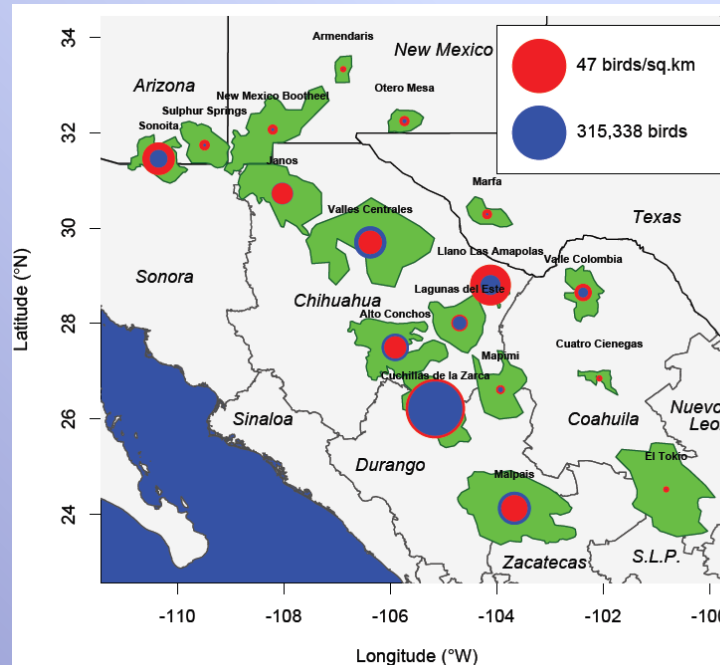 34
32
30
28
26
24
Latitude (°N)
-110
-108
-106
-104
-102
-100
Longitude (°W)
47 birds/sq.km
315,338 birds
Armendaris
New Mexico
Arizona
New Mexico Bootheel
Otero Mesa
Sulphur Springs
Sonoita
Janos
Marfa
Valles Centrales
Texas
Llano Las Amapolas
Valle Colombia
Sonora
Lagunas del Este
Chihuahua
Alto Conchos
Cuatro Cienegas
Mapimi
Cuchillas de la Zarca
Sinaloa
Coahuila
Nuevo
Leon
Durango
El Tokio
Malpais
Zacatecas
S.L.P.